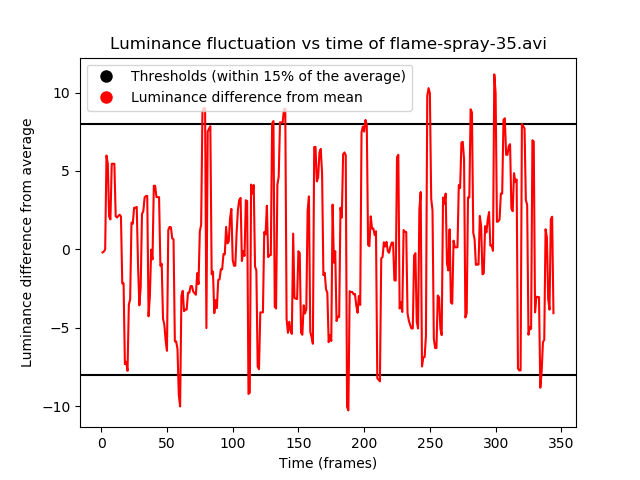 Luminance fluctuation vs time of flame-spray-35.avi
Thresholds (within 15% of the average)
Luminance difference from mean
Luminance difference from average
10
5
0
−5
−10
0 50 100 150 200 250 300 350
Time (frames)